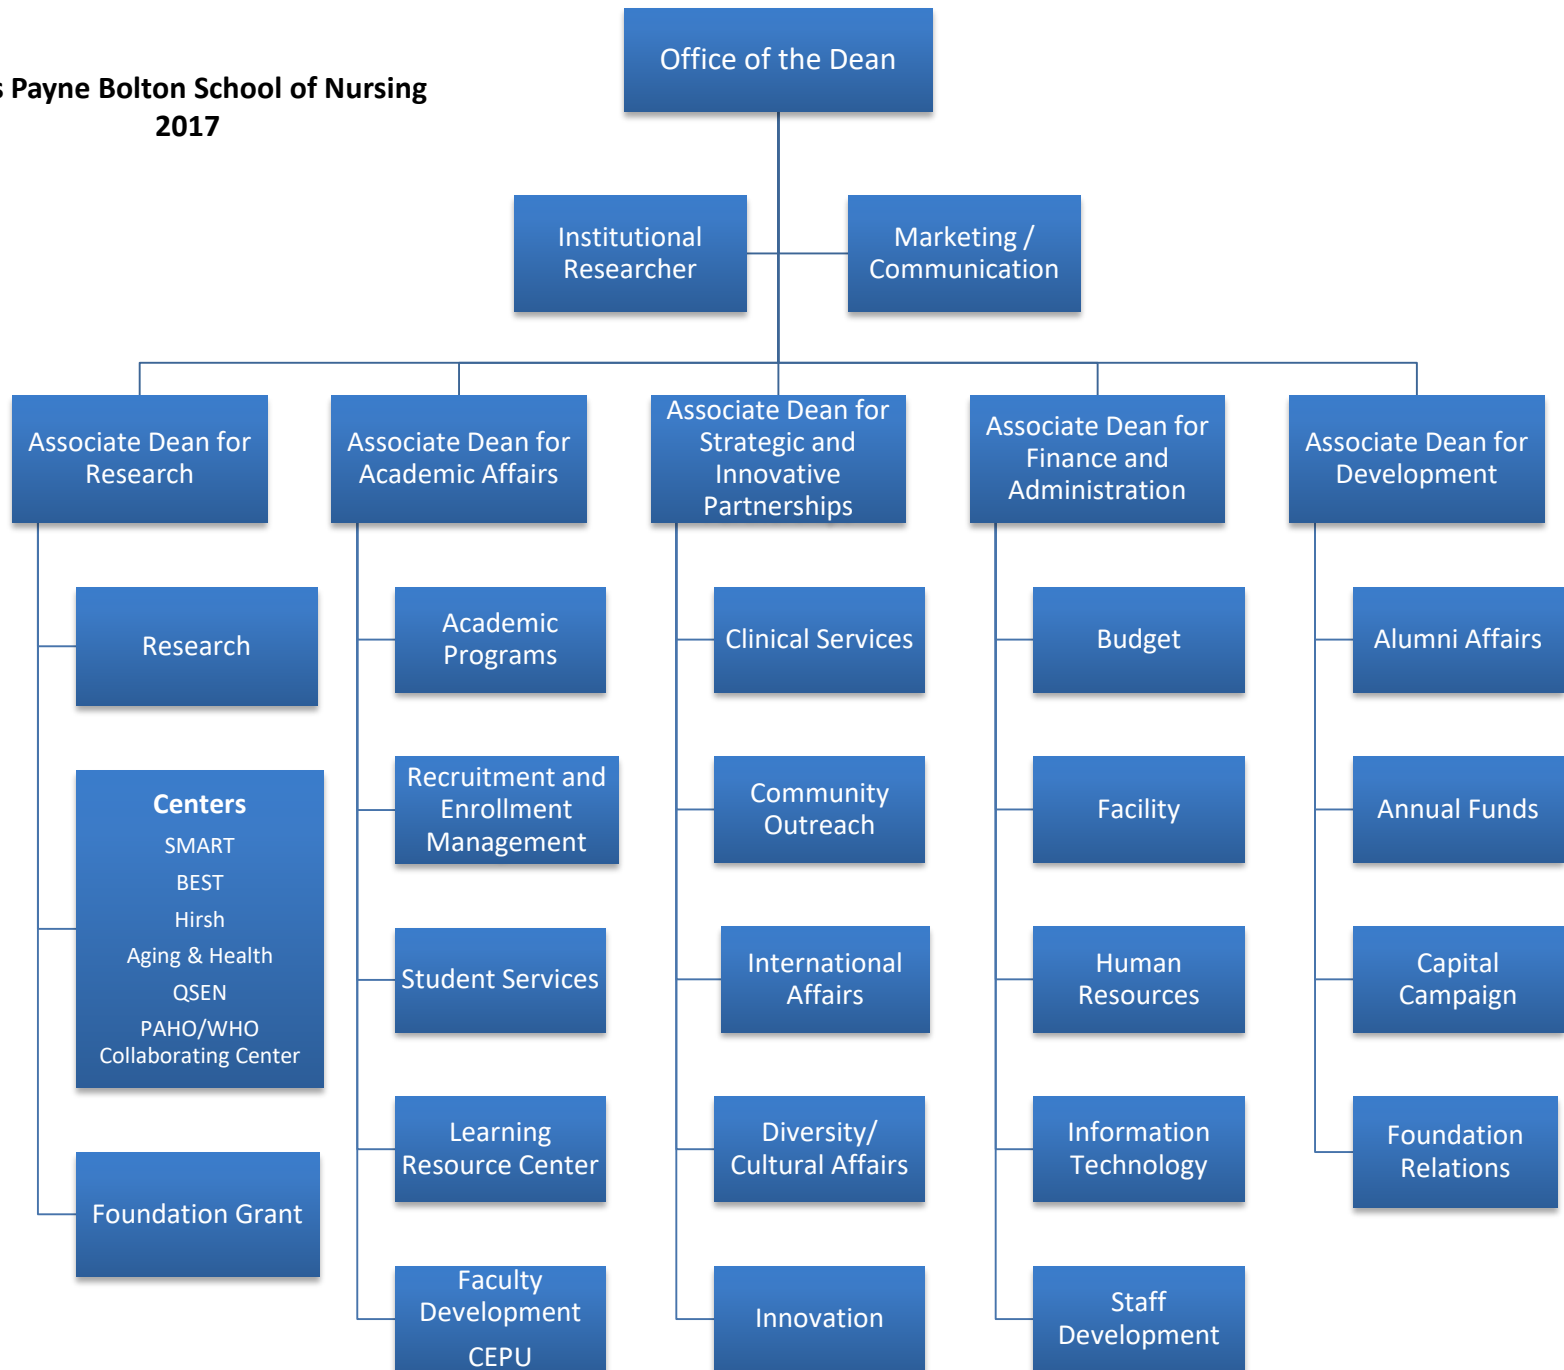 Office of the Dean
Payne Bolton School of Nursing
2017
Institutional
Researcher
Marketing /
Communication
Associate Dean for
Research
Associate Dean for
Academic Affairs
Associate Dean for
Strategic and
Innovative
Partnerships
Associate Dean for
Finance and
Administration
Associate Dean for
Development
Research
Centers
SMART
BEST
Hirsh
Aging & Health
QSEN
PAHO/WHO
Collaborating Center
Foundation Grant
Academic
Programs
Recruitment and
Enrollment
Management
Student Services
Learning
Resource Center
Faculty
Development
CEPU
Clinical Services
Community
Outreach
International
Affairs
Diversity/
Cultural Affairs
Innovation
Budget
Facility
Human
Resources
Information
Technology
Staff
Development
Alumni Affairs
Annual Funds
Capital
Campaign
Foundation
Relations